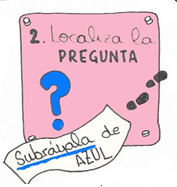 2. Localiza la
PREGUNTA
?
Subráyala de
AZUL